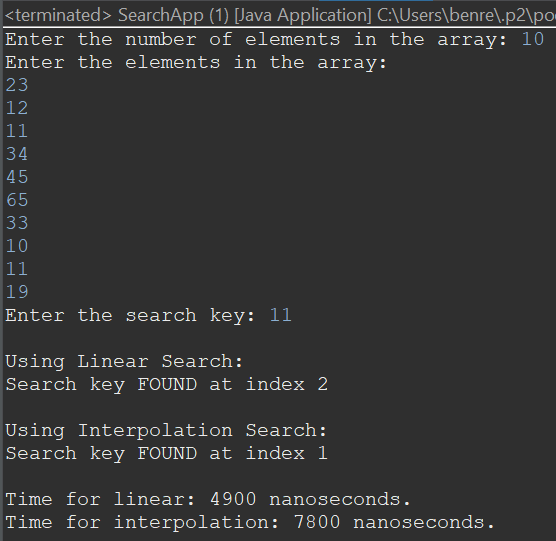 <terminated> SearchApp (1) [Java Application] C:\Users\benre\.p2\po
Enter the number of elements in the array: 10
Enter the elements in the array:
23
12
11
34
45
65
33
10
11
19
Enter the search key: 11
Using Linear Search:
Search key FOUND at index 2
Using Interpolation Search:
Search key FOUND at index 1
Time for linear: 4900 nanoseconds.
Time for interpolation: 7800 nanoseconds.